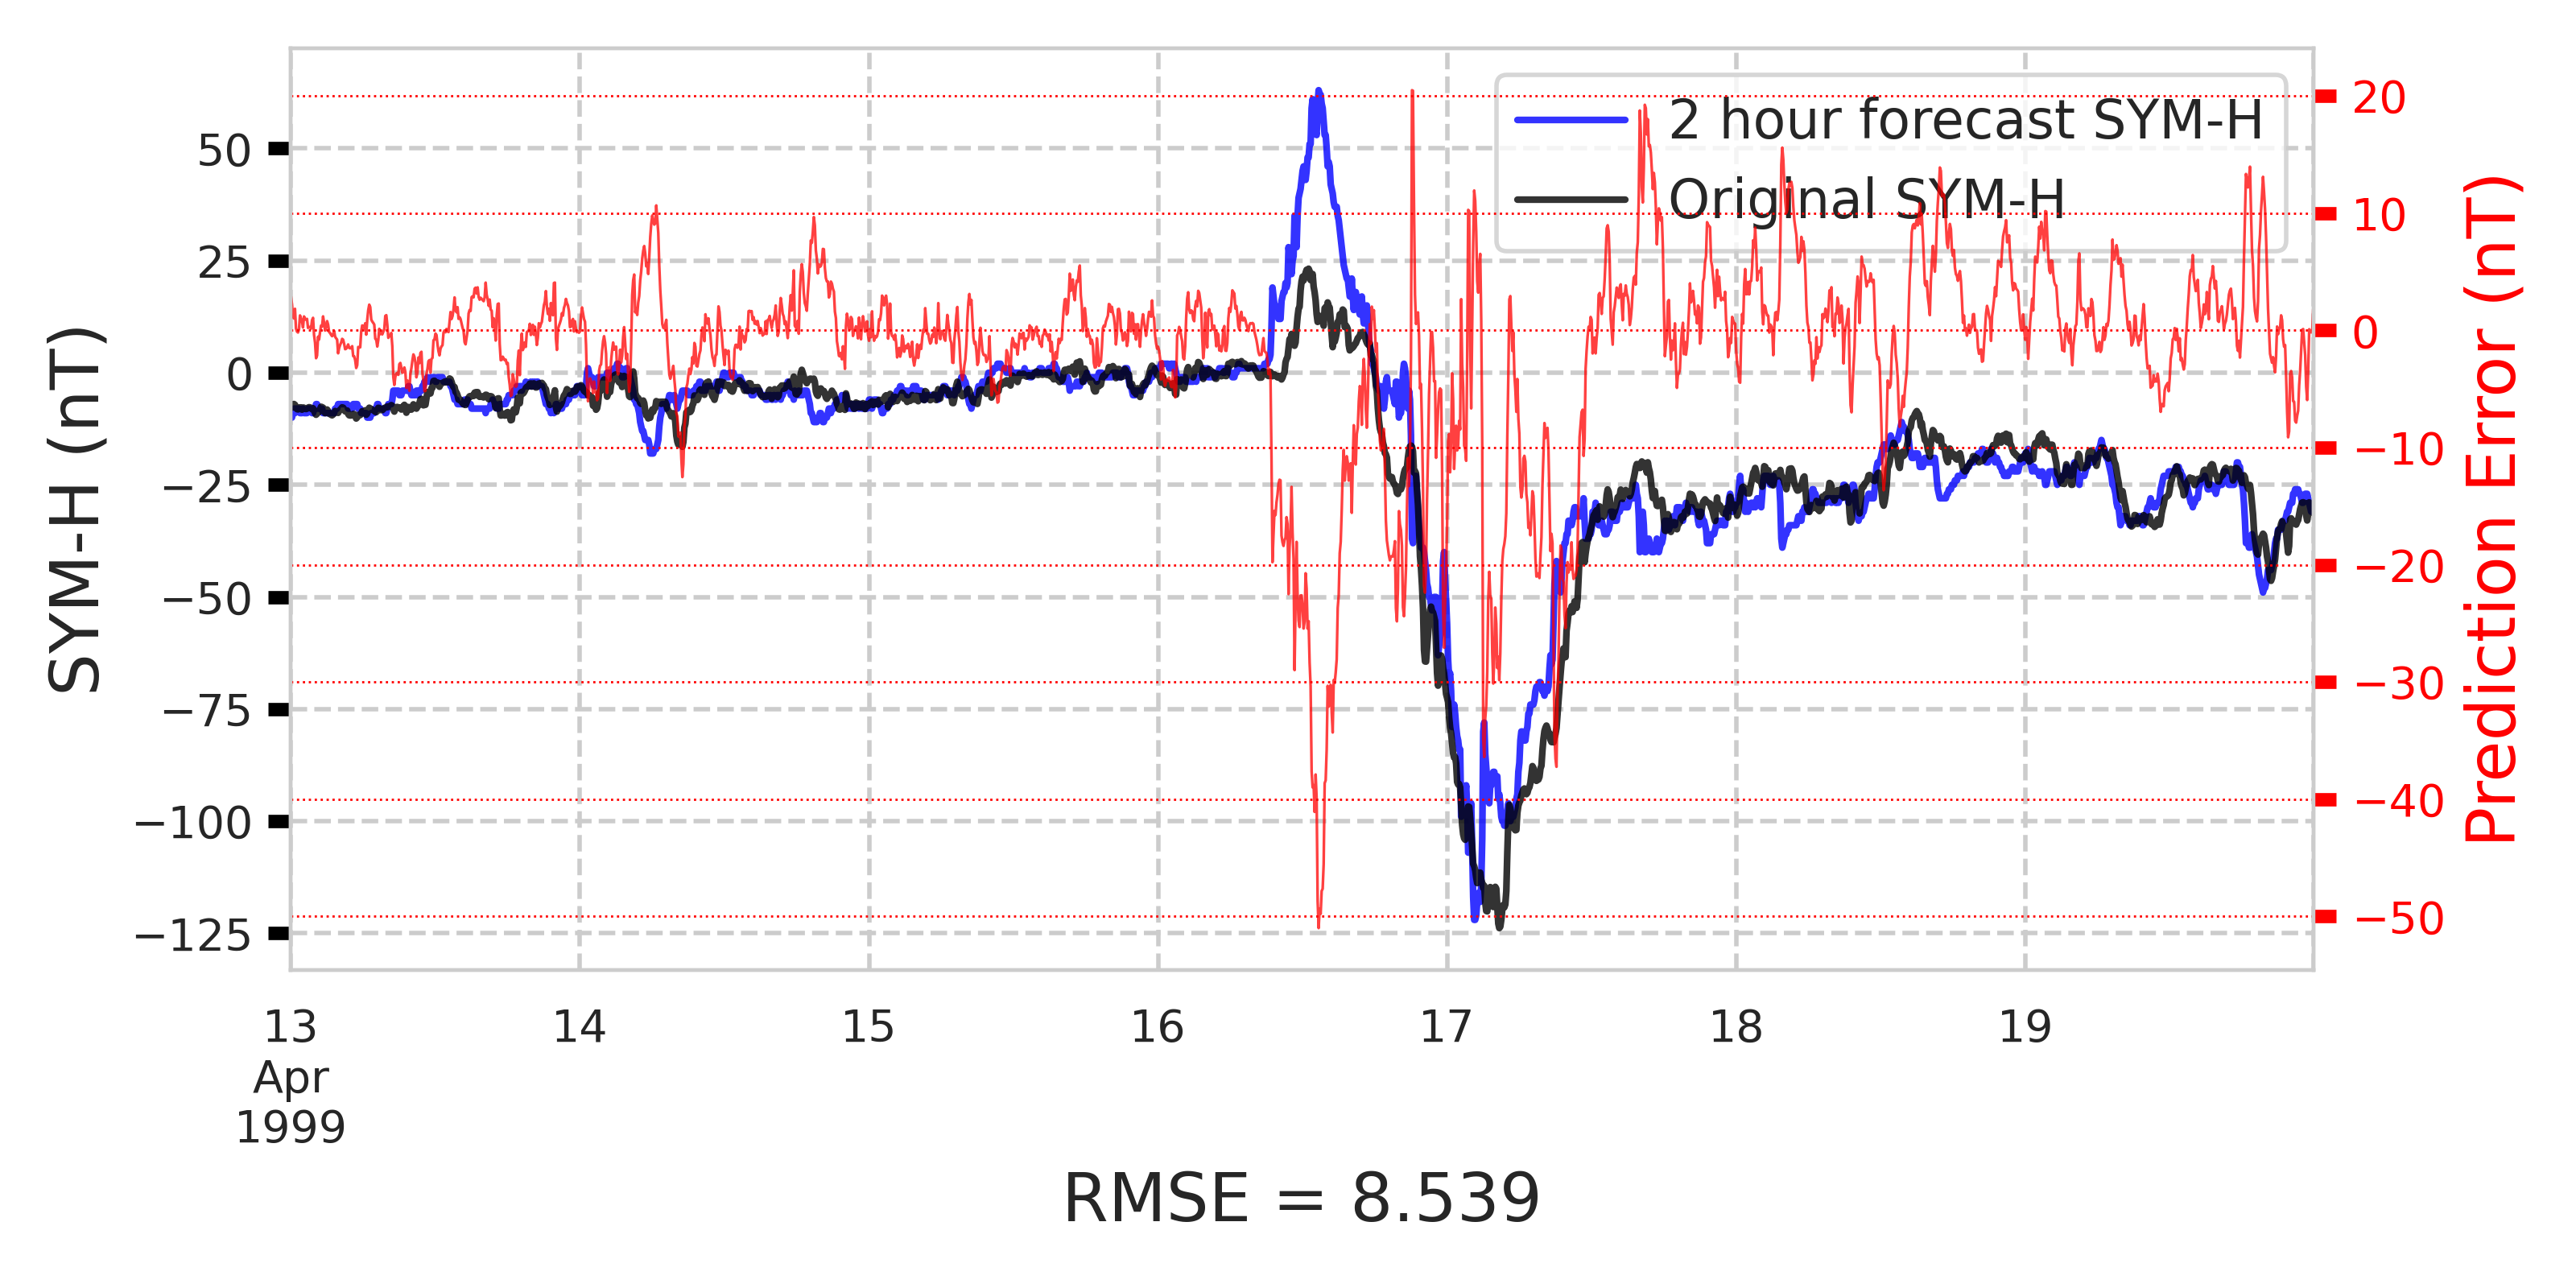 2 hour forecast SYM-H
Original SYM-H
SYM-H (nT)
50
25
0
−25
−50
−75
−100
−125
20
10
0
−10
−20
−30
−40
−50
Prediction Error (nT)
13 14 15 16 17 18 19
Apr
1999
RMSE = 8.539